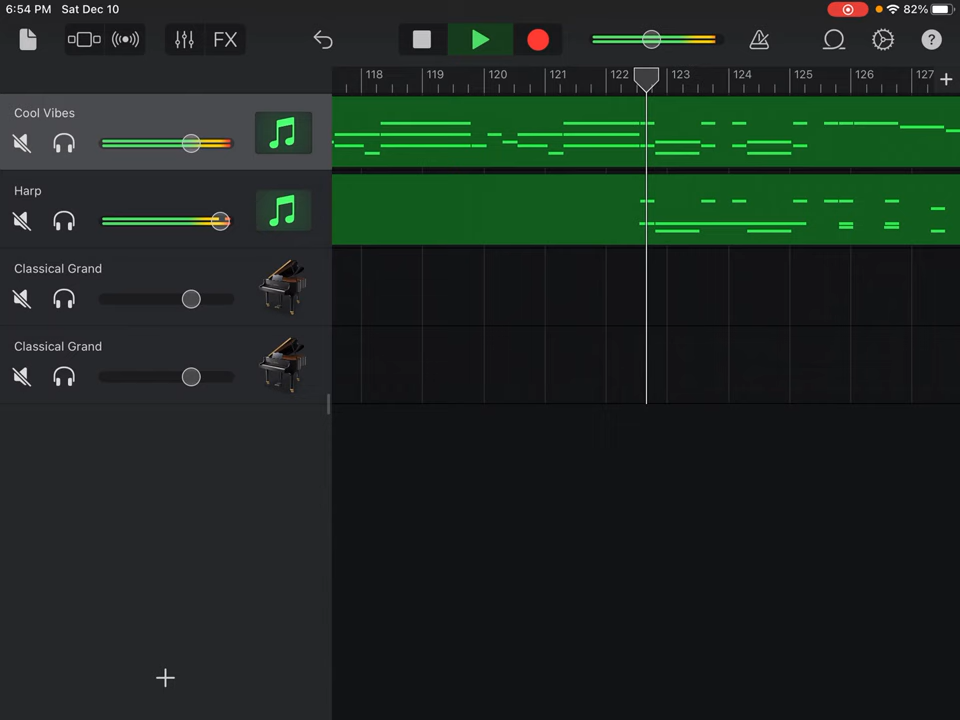 6:54 PM Sat Dec 10 82%
FX ?
118 119 120 121 122 123 124 125 126 127 +
Cool Vibes
Harp
Classical Grand
Classical Grand
+